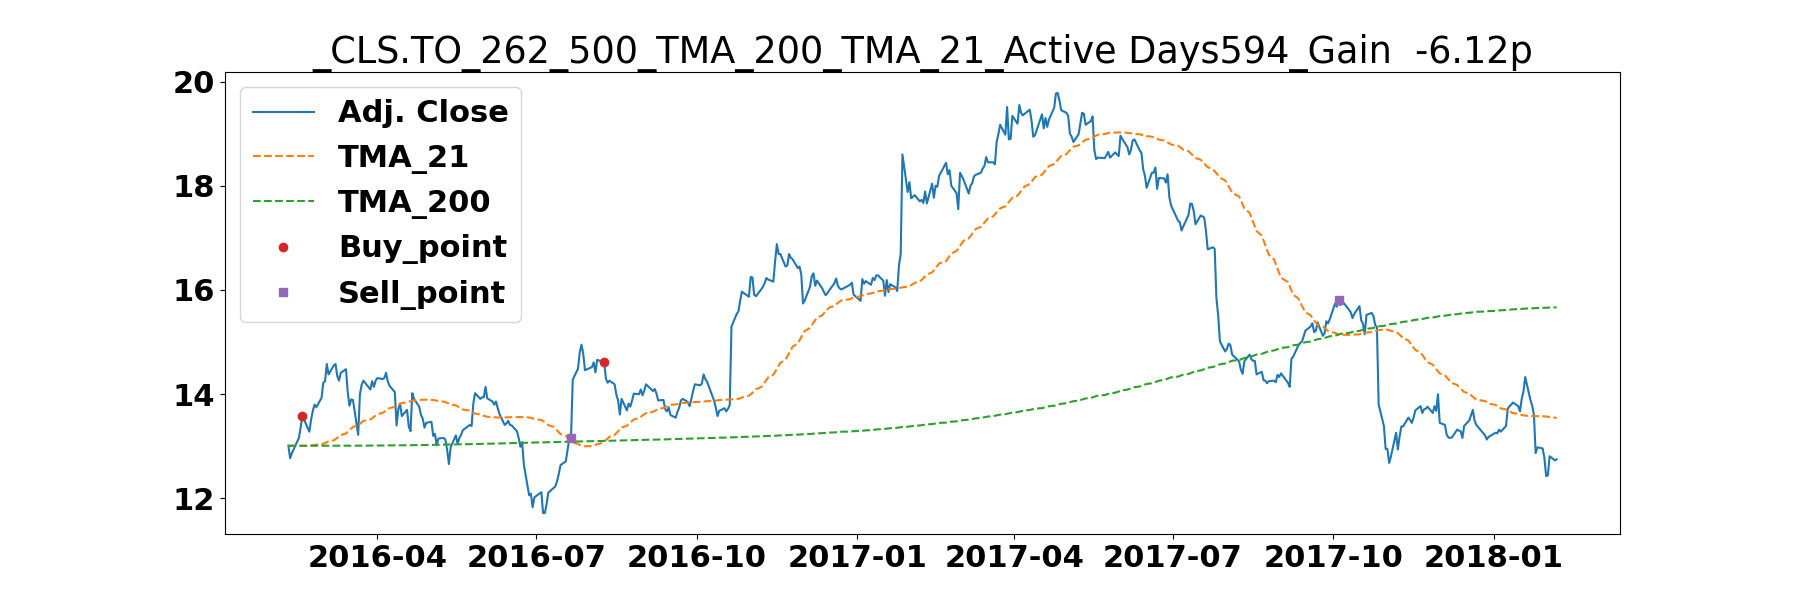 _CLS.TO_262_500_TMA_200_TMA_21_Active Days594_Gain  -6.12p
20
18
16
14
12
Adj. Close
TMA_21
TMA_200
Buy_point
Sell_point
2016-04 2016-07 2016-10 2017-01 2017-04 2017-07 2017-10 2018-01